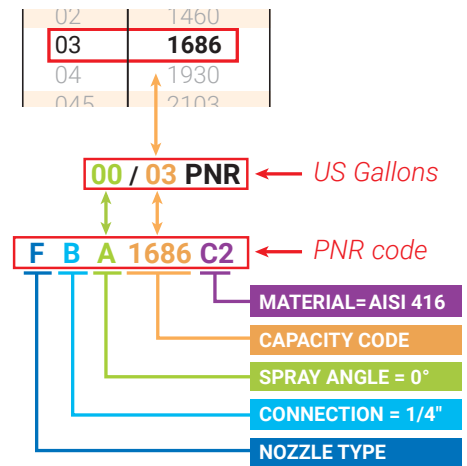 02 1460
03 1686
04 1930
045 2103
00 / 03 PNR US Gallons
F B A 1686 C2 PNR code
MATERIAL=AISI 416
CAPACITY CODE
SPRAY ANGLE = 0°
CONNECTION = 1/4"
NOZZLE TYPE